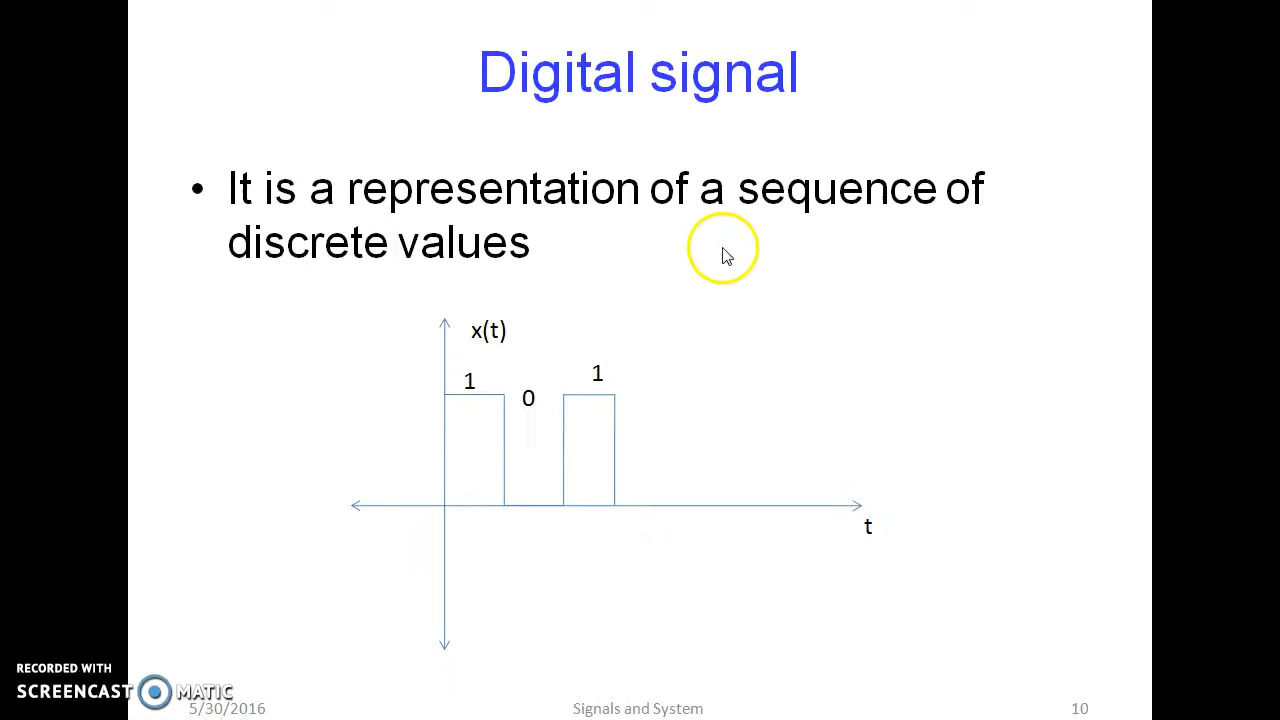 Digital signal
• It is a representation of a sequence of
discrete values
x(t)
1
0
1
t
RECORDED WITH
SCREENCAST MATIC
5/30/2016
Signals and System
10